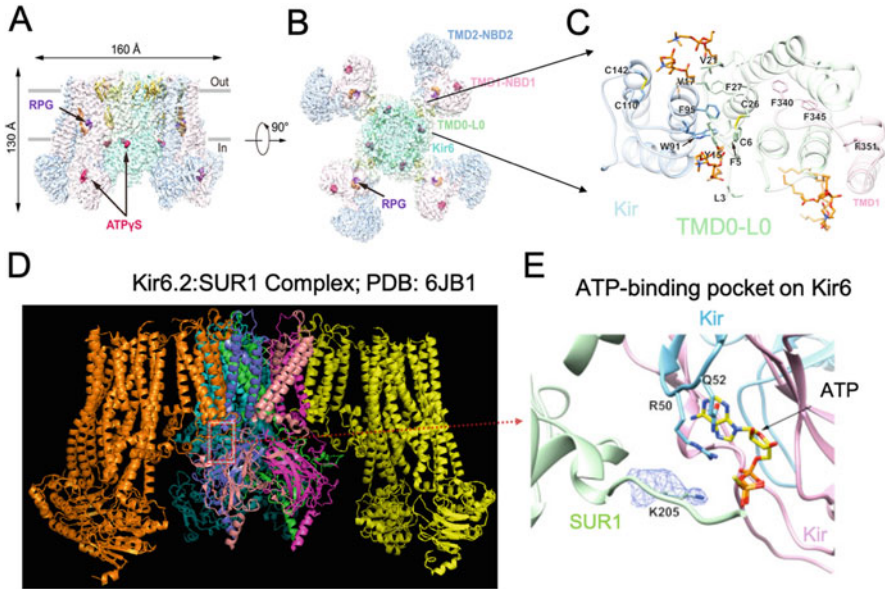 A
160 Å
130 Å
Out
RPG
In
ATPγS
90°
B
TMD2-NBD2
TMD1-NBD1
TMD0-L0
Kir6
RPG
C
V21
C142
V17
C110
F27
F95
C26
F340
F345
W91
C6
Y15
F5
R351
L3
TMD1
Kir
TMD0-L0
D
Kir6.2:SUR1 Complex; PDB: 6JB1
E
ATP-binding pocket on Kir6
Kir
Q52
R50
ATP
K205
SUR1
Kir